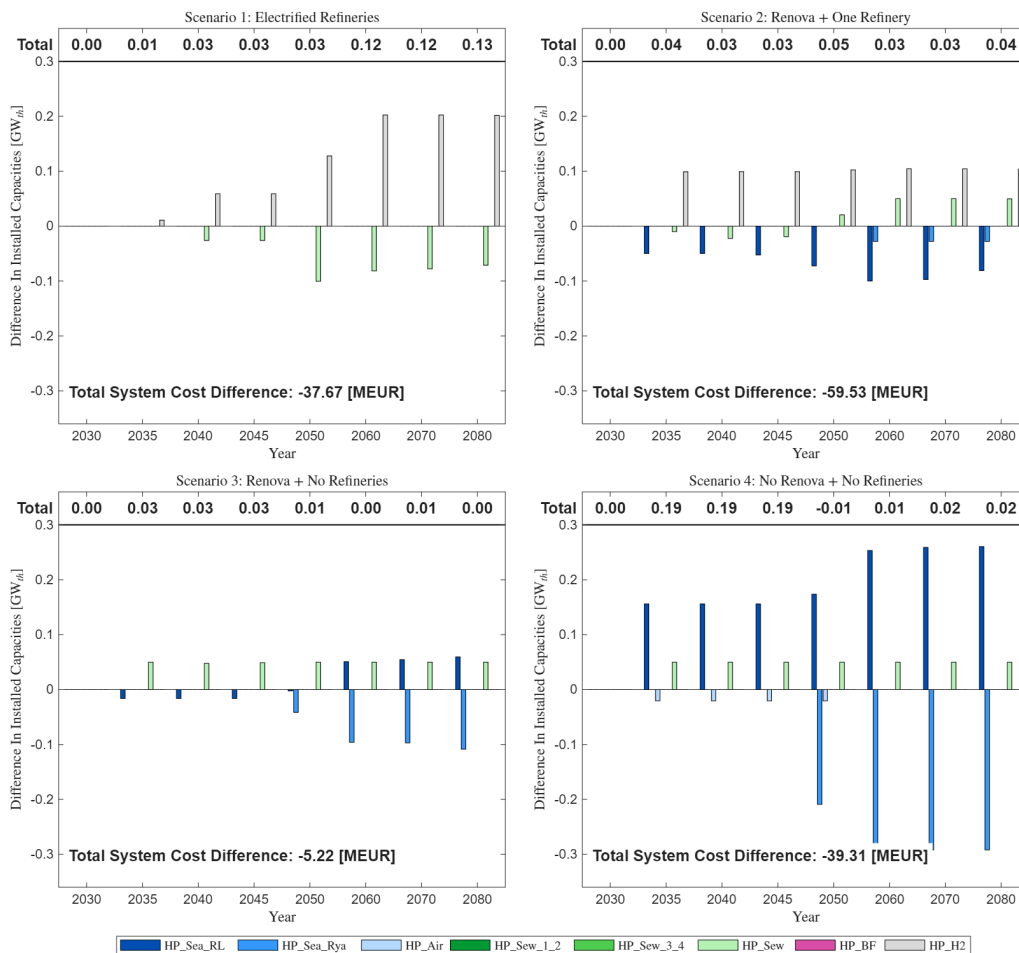 Scenario 1: Electrified Refineries
Total 0.00 0.01 0.03 0.03 0.03 0.12 0.12 0.13
0.3
0.2
0.1
0
-0.1
-0.2
-0.3
Difference In Installed Capacities [GW_th]
Total System Cost Difference: -37.67 [MEUR]
2030 2035 2040 2045 2050 2060 2070 2080
Year
Scenario 2: Renova + One Refinery
Total 0.00 0.04 0.03 0.03 0.05 0.03 0.03 0.04
0.3
0.2
0.1
0
-0.1
-0.2
-0.3
Difference In Installed Capacities [GW_th]
Total System Cost Difference: -59.53 [MEUR]
2030 2035 2040 2045 2050 2060 2070 2080
Year
Scenario 3: Renova + No Refineries
Total 0.00 0.03 0.03 0.03 0.01 0.00 0.01 0.00
0.3
0.2
0.1
0
-0.1
-0.2
-0.3
Difference In Installed Capacities [GW_th]
Total System Cost Difference: -5.22 [MEUR]
2030 2035 2040 2045 2050 2060 2070 2080
Year
Scenario 4: No Renova + No Refineries
Total 0.00 0.19 0.19 0.19 -0.01 0.01 0.02 0.02
0.3
0.2
0.1
0
-0.1
-0.2
-0.3
Difference In Installed Capacities [GW_th]
Total System Cost Difference: -39.31 [MEUR]
2030 2035 2040 2045 2050 2060 2070 2080
Year
HP_Sea_RL HP_Sea_Rya HP_Air HP_Sew_1_2 HP_Sew_3_4 HP_Sew HP_BF HP_H2